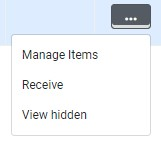 ...
Manage Items
Receive
View hidden